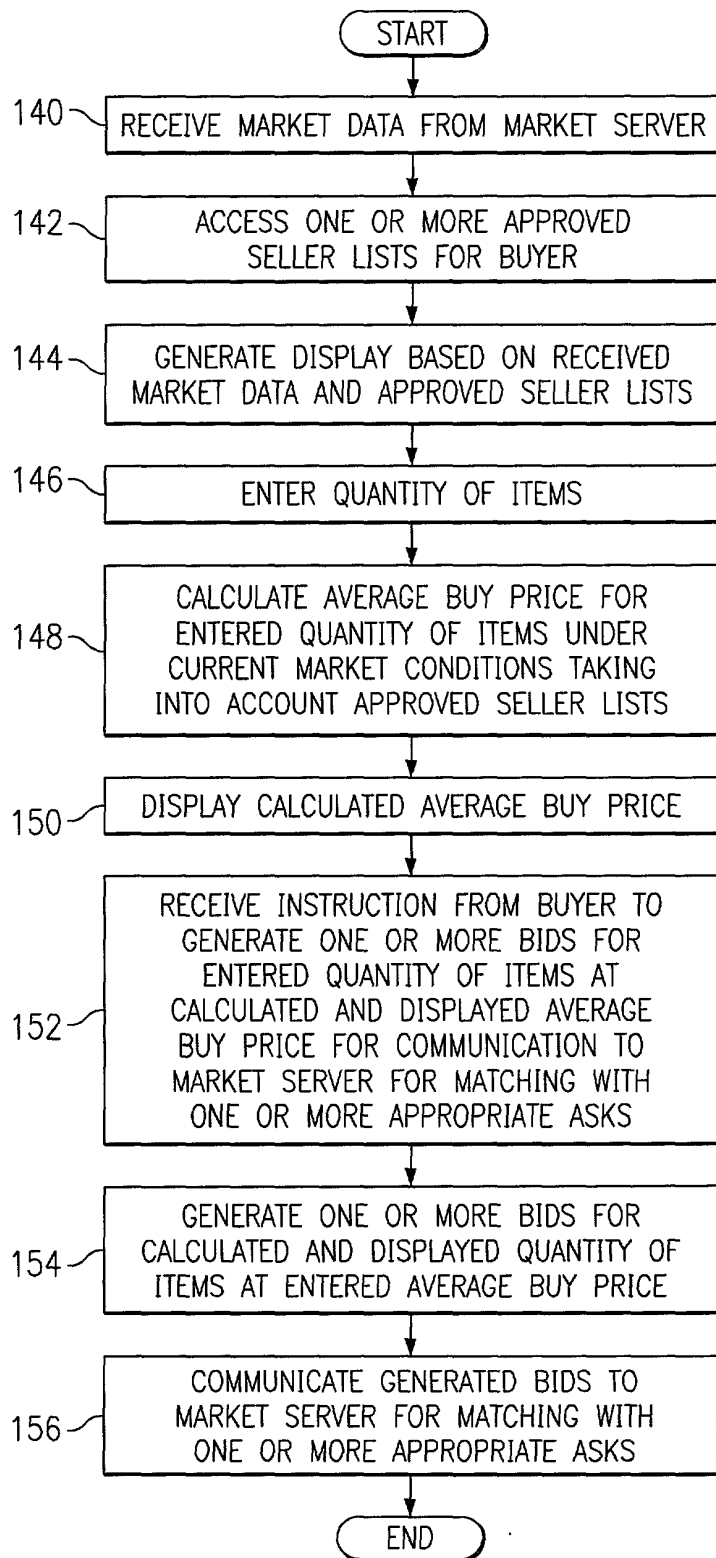 START
140
RECEIVE MARKET DATA FROM MARKET SERVER
142
ACCESS ONE OR MORE APPROVED
SELLER LISTS FOR BUYER
144
GENERATE DISPLAY BASED ON RECEIVED
MARKET DATA AND APPROVED SELLER LISTS
146
ENTER QUANTITY OF ITEMS
148
CALCULATE AVERAGE BUY PRICE FOR
ENTERED QUANTITY OF ITEMS UNDER
CURRENT MARKET CONDITIONS TAKING
INTO ACCOUNT APPROVED SELLER LISTS
150
DISPLAY CALCULATED AVERAGE BUY PRICE
152
RECEIVE INSTRUCTION FROM BUYER TO
GENERATE ONE OR MORE BIDS FOR
ENTERED QUANTITY OF ITEMS AT
CALCULATED AND DISPLAYED AVERAGE
BUY PRICE FOR COMMUNICATION TO
MARKET SERVER FOR MATCHING WITH
ONE OR MORE APPROPRIATE ASKS
154
GENERATE ONE OR MORE BIDS FOR
CALCULATED AND DISPLAYED QUANTITY OF
ITEMS AT ENTERED AVERAGE BUY PRICE
156
COMMUNICATE GENERATED BIDS TO
MARKET SERVER FOR MATCHING WITH
ONE OR MORE APPROPRIATE ASKS
END